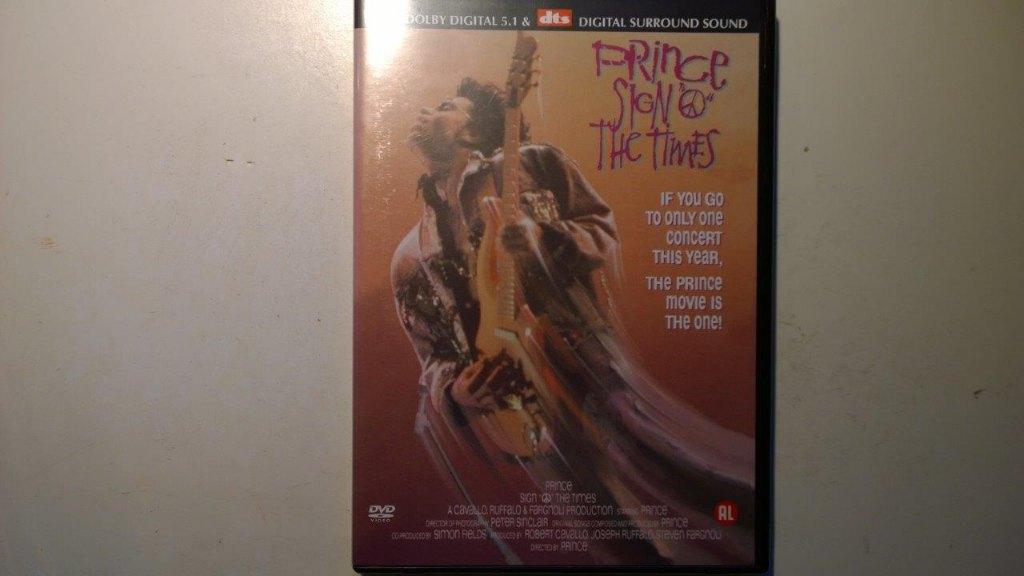 DOLBY DIGITAL 5.1 & dts DIGITAL SURROUND SOUND
PRINCE
SIGN "☮"
THE TIMES
IF YOU GO
TO ONLY ONE
CONCERT
THIS YEAR,
THE PRINCE
MOVIE IS
THE ONE!
PRINCE
SIGN "☮" THE TIMES
A CAVALLO, RUFFALO & FARGNOLI PRODUCTION STARRING PRINCE
DIRECTOR OF PHOTOGRAPHY PETER SINCLAIR ORIGINAL SONGS COMPOSED AND PRODUCED BY PRINCE
CO-PRODUCED BY SIMON FIELDS PRODUCED BY ROBERT CAVALLO, JOSEPH RUFFALO, STEVEN FARGNOLI
DIRECTED BY PRINCE
DVD
VIDEO
AL